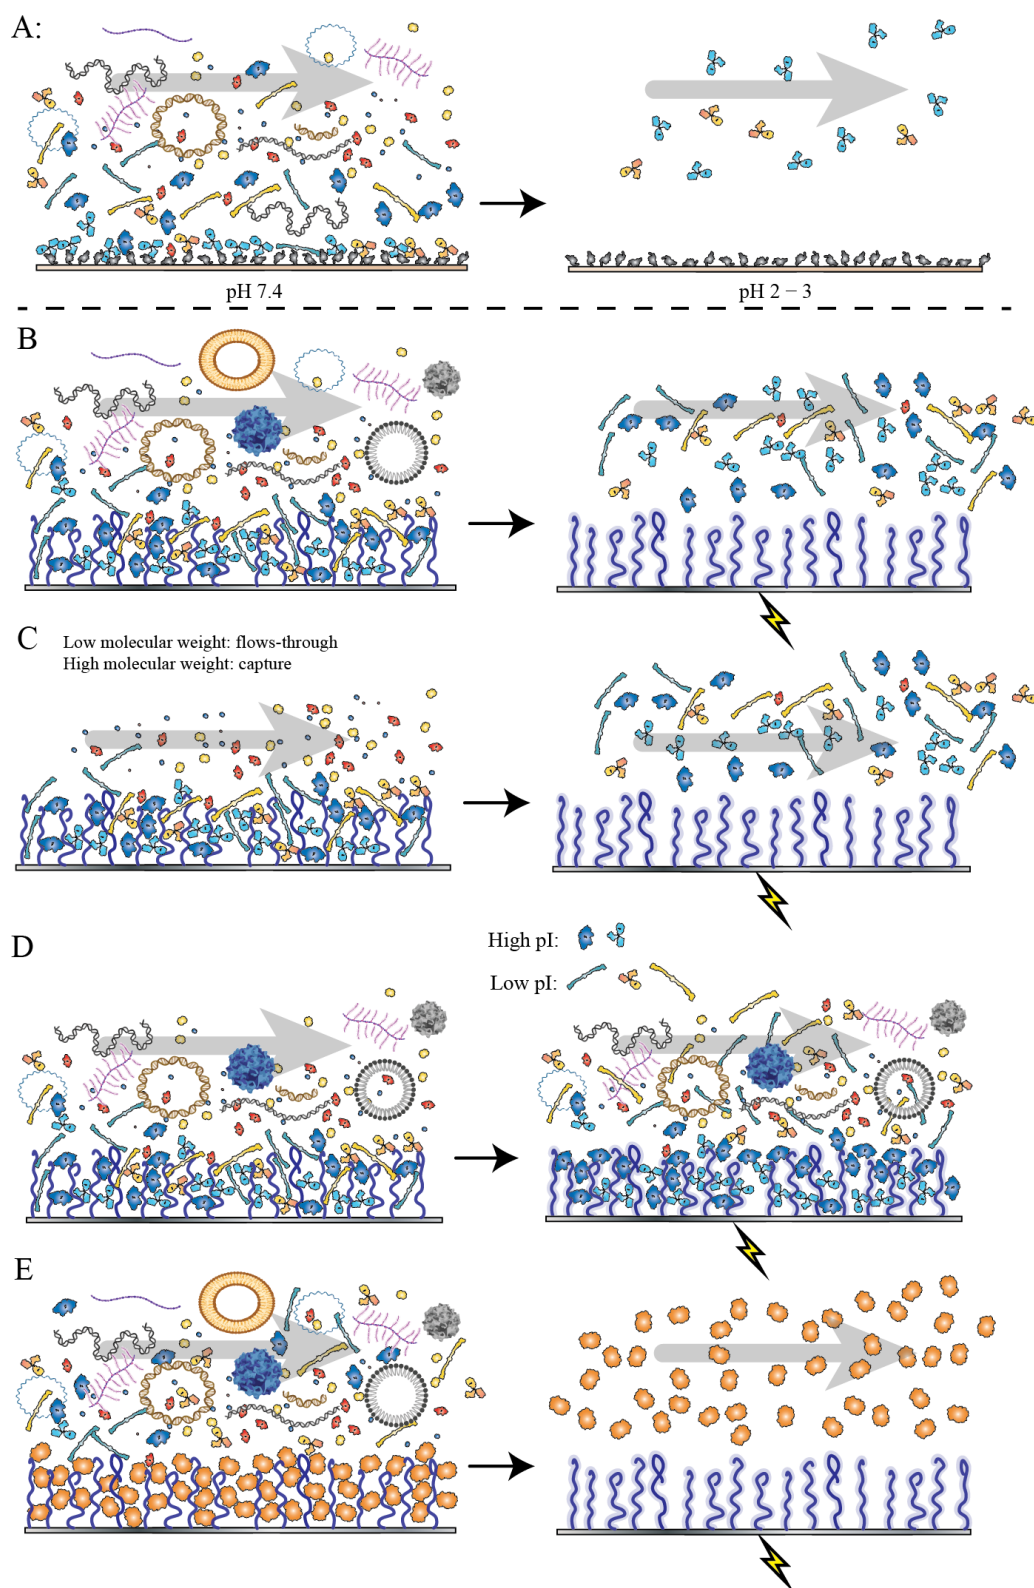 A:
pH 7.4
pH 2 − 3
B
C
Low molecular weight: flows-through
High molecular weight: capture
D
High pI:
Low pI:
E